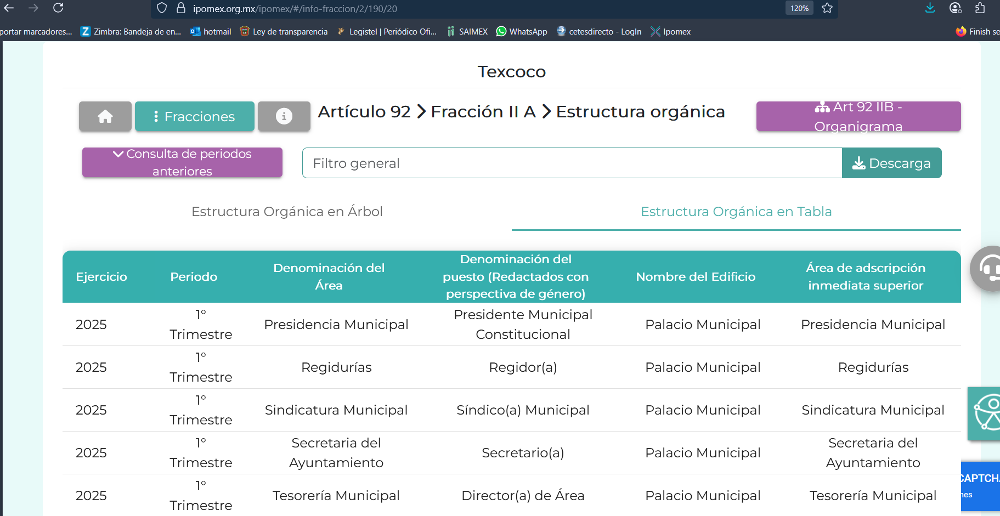 ipomex.org.mx/ipomex/#/info-fraccion/2/190/20
120%
portar marcadores...
Zimbra: Bandeja de en...
hotmail
Ley de transparencia
Legistel | Periódico Ofi...
SAIMEX
WhatsApp
cetesdirecto - LogIn
Ipomex
Finish se
Texcoco
Fracciones
Artículo 92 > Fracción II A > Estructura orgánica
Art 92 IIB -
Organigrama
Consulta de periodos
anteriores
Filtro general
Descarga
Estructura Orgánica en Árbol
Estructura Orgánica en Tabla
Ejercicio
Periodo
Denominación del
Área
Denominación del
puesto (Redactados con
perspectiva de género)
Nombre del Edificio
Área de adscripción
inmediata superior
2025
1°
Trimestre
Presidencia Municipal
Presidente Municipal
Constitucional
Palacio Municipal
Presidencia Municipal
2025
1°
Trimestre
Regidurías
Regidor(a)
Palacio Municipal
Regidurías
2025
1°
Trimestre
Sindicatura Municipal
Síndico(a) Municipal
Palacio Municipal
Sindicatura Municipal
2025
1°
Trimestre
Secretaria del
Ayuntamiento
Secretario(a)
Palacio Municipal
Secretaria del
Ayuntamiento
2025
1°
Trimestre
Tesorería Municipal
Director(a) de Área
Palacio Municipal
Tesorería Municipal
CAPTCHA
nes